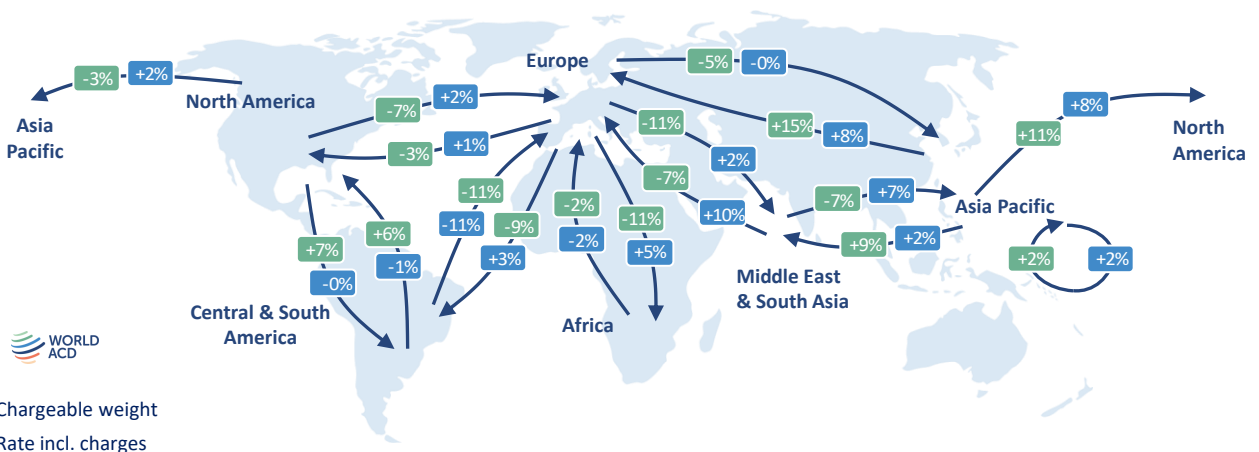 Europe
-5%
-0%
-3%
+2%
North America
-7%
+2%
+8%
Asia
Pacific
+15%
+8%
+11%
North
America
-11%
+2%
-3%
+1%
-7%
+10%
-7%
+7%
Asia Pacific
-11%
-11%
-9%
+3%
-2%
-2%
-11%
+5%
+9%
+2%
+2%
+2%
+6%
-1%
+7%
-0%
Middle East
& South Asia
Central & South
America
Africa
WORLD
ACD
Chargeable weight
Rate incl. charges